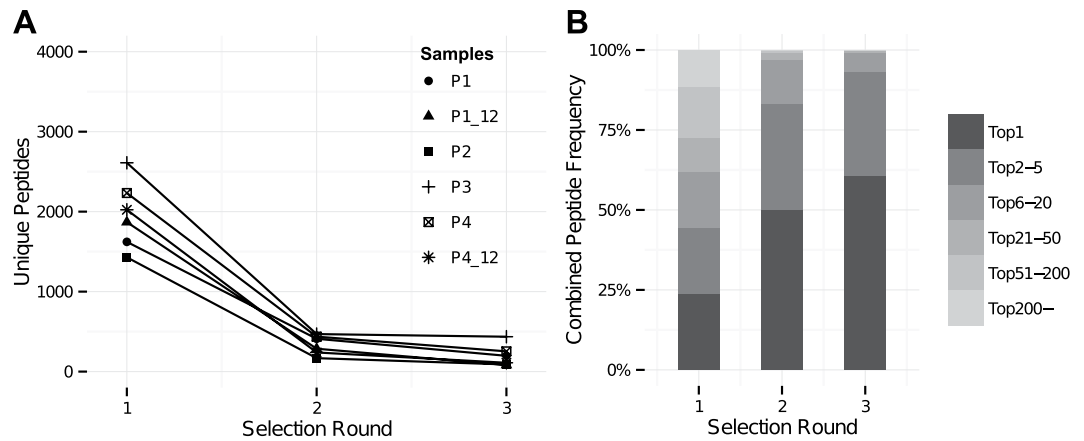 A
Unique Peptides
4000
3000
2000
1000
0
1
2
3
Selection Round
Samples
P1
P1_12
P2
P3
P4
P4_12
B
Combined Peptide Frequency
100%
75%
50%
25%
0%
1
2
3
Selection Round
Top1
Top2−5
Top6−20
Top21−50
Top51−200
Top200−